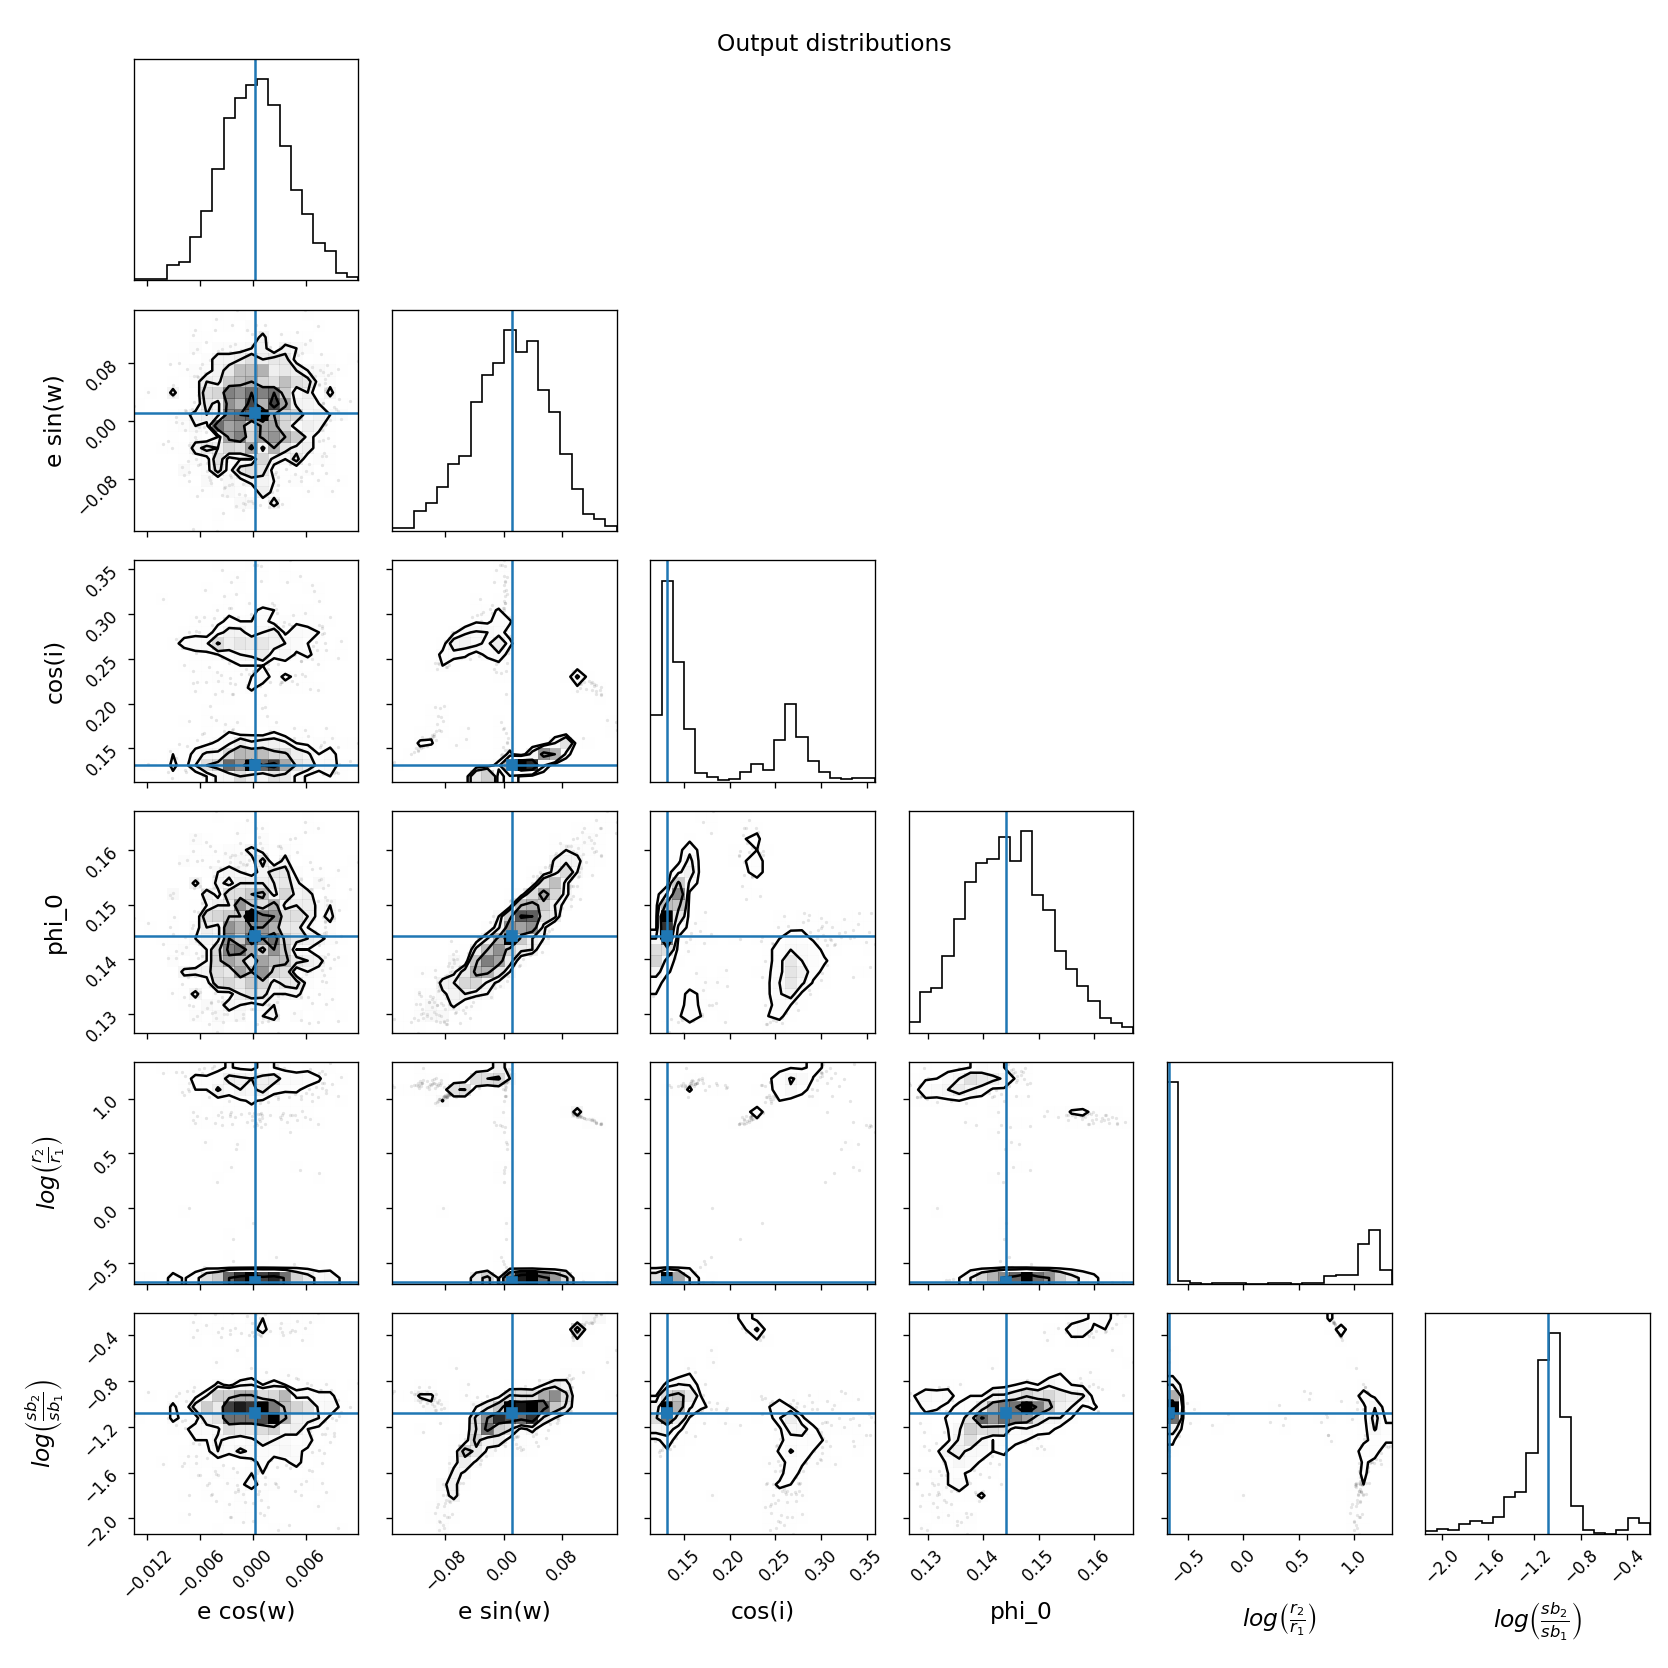 Output distributions
0.08
0.00
−0.08
e sin(w)
0.35
0.30
0.25
0.20
0.15
cos(i)
0.16
0.15
0.14
0.13
phi_0
1.0
0.5
0.0
−0.5
log(r₂/r₁)
−0.4
−0.8
−1.2
−1.6
−2.0
log(sb₂/sb₁)
−0.012 −0.006 0.000 0.006
−0.08 0.00 0.08
0.15 0.20 0.25 0.30 0.35
0.13 0.14 0.15 0.16
−0.5 0.0 0.5 1.0
−2.0 −1.6 −1.2 −0.8 −0.4
e cos(w) e sin(w) cos(i) phi_0 log(r₂/r₁) log(sb₂/sb₁)